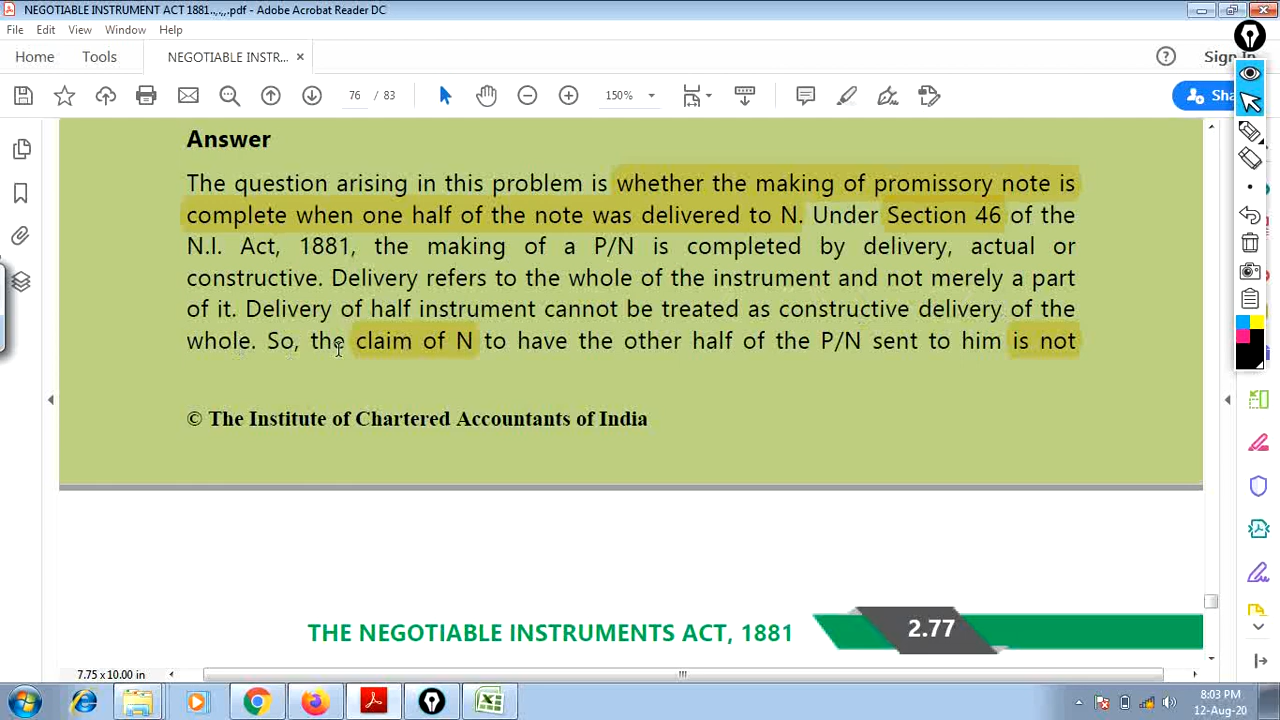 NEGOTIABLE INSTRUMENT ACT 1881..,.,,.pdf - Adobe Acrobat Reader DC
File Edit View Window Help
Home Tools NEGOTIABLE INSTR... × Sign
76 / 83 150% Sha
Answer
The question arising in this problem is whether the making of promissory note is
complete when one half of the note was delivered to N. Under Section 46 of the
N.I. Act, 1881, the making of a P/N is completed by delivery, actual or
constructive. Delivery refers to the whole of the instrument and not merely a part
of it. Delivery of half instrument cannot be treated as constructive delivery of the
whole. So, the claim of N to have the other half of the P/N sent to him is not
© The Institute of Chartered Accountants of India
THE NEGOTIABLE INSTRUMENTS ACT, 1881 2.77
7.75 x 10.00 in
8:03 PM
12-Aug-20